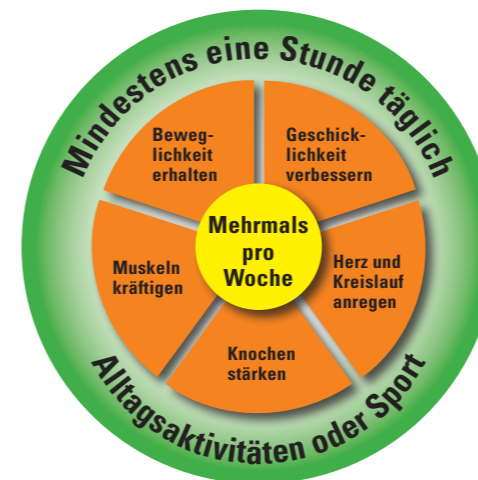 Mindestens eine Stunde täglich
Beweg-
lichkeit
erhalten
Geschick-
lichkeit
verbessern
Mehrmals
pro
Woche
Muskeln
kräftigen
Herz und
Kreislauf
anregen
Knochen
stärken
Alltagsaktivitäten oder Sport